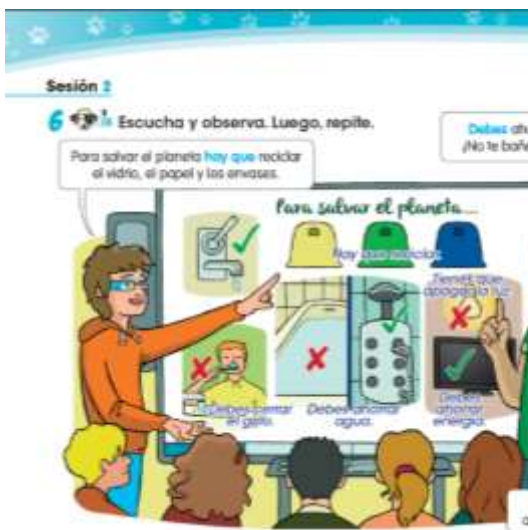 Sesión 2
6 Escucha y observa. Luego, repite.
Debes
¡No te
Para salvar el planeta hay que reciclar
el vidrio, el papel y los envases.
Para salvar el planeta...
Hay que reciclar.
Tienes que
apagar la luz.
Debes cerrar
el grifo.
Debes ahorrar
agua.
Debes
ahorrar
energía.